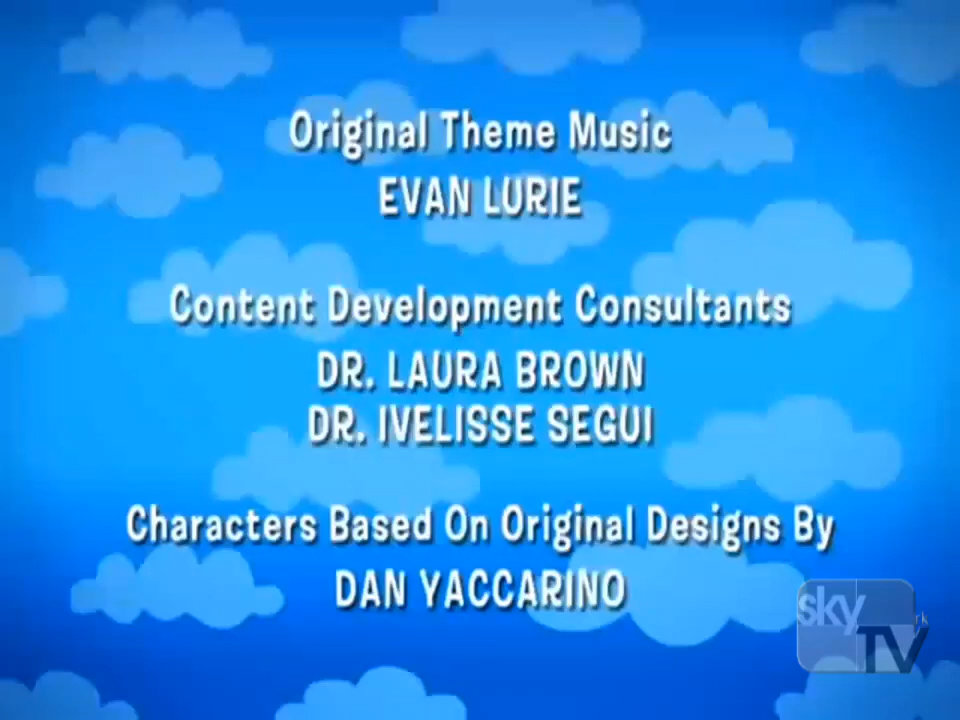 Original Theme Music
EVAN LURIE
Content Development Consultants
DR. LAURA BROWN
DR. IVELISSE SEGUI
Characters Based On Original Designs By
DAN YACCARINO
sky
TV